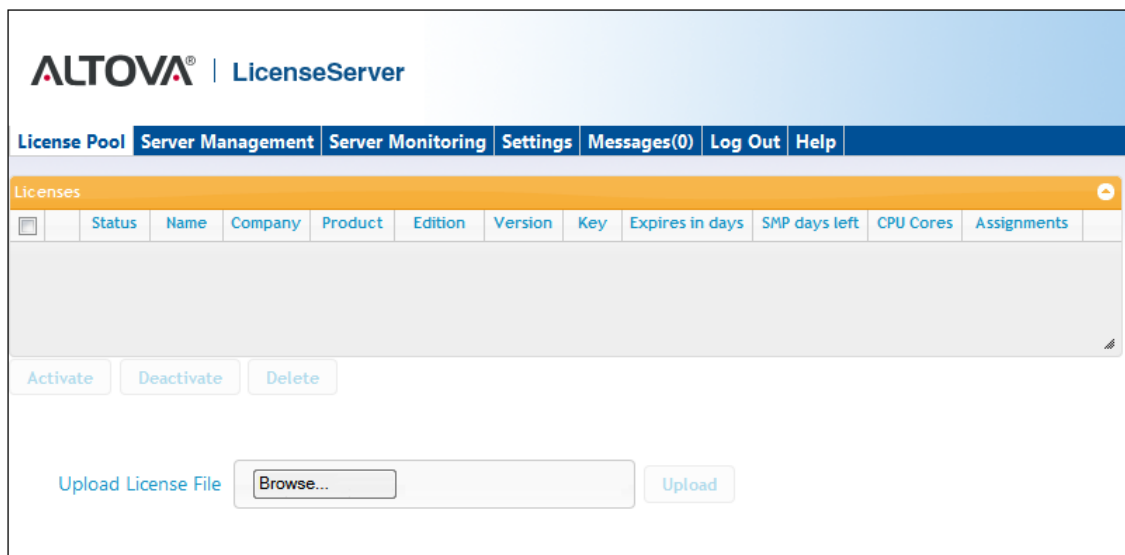 ALTOVA® | LicenseServer
License Pool Server Management Server Monitoring Settings Messages(0) Log Out Help
Licenses
Status Name Company Product Edition Version Key Expires in days SMP days left CPU Cores Assignments
Activate Deactivate Delete
Upload License File Browse... Upload